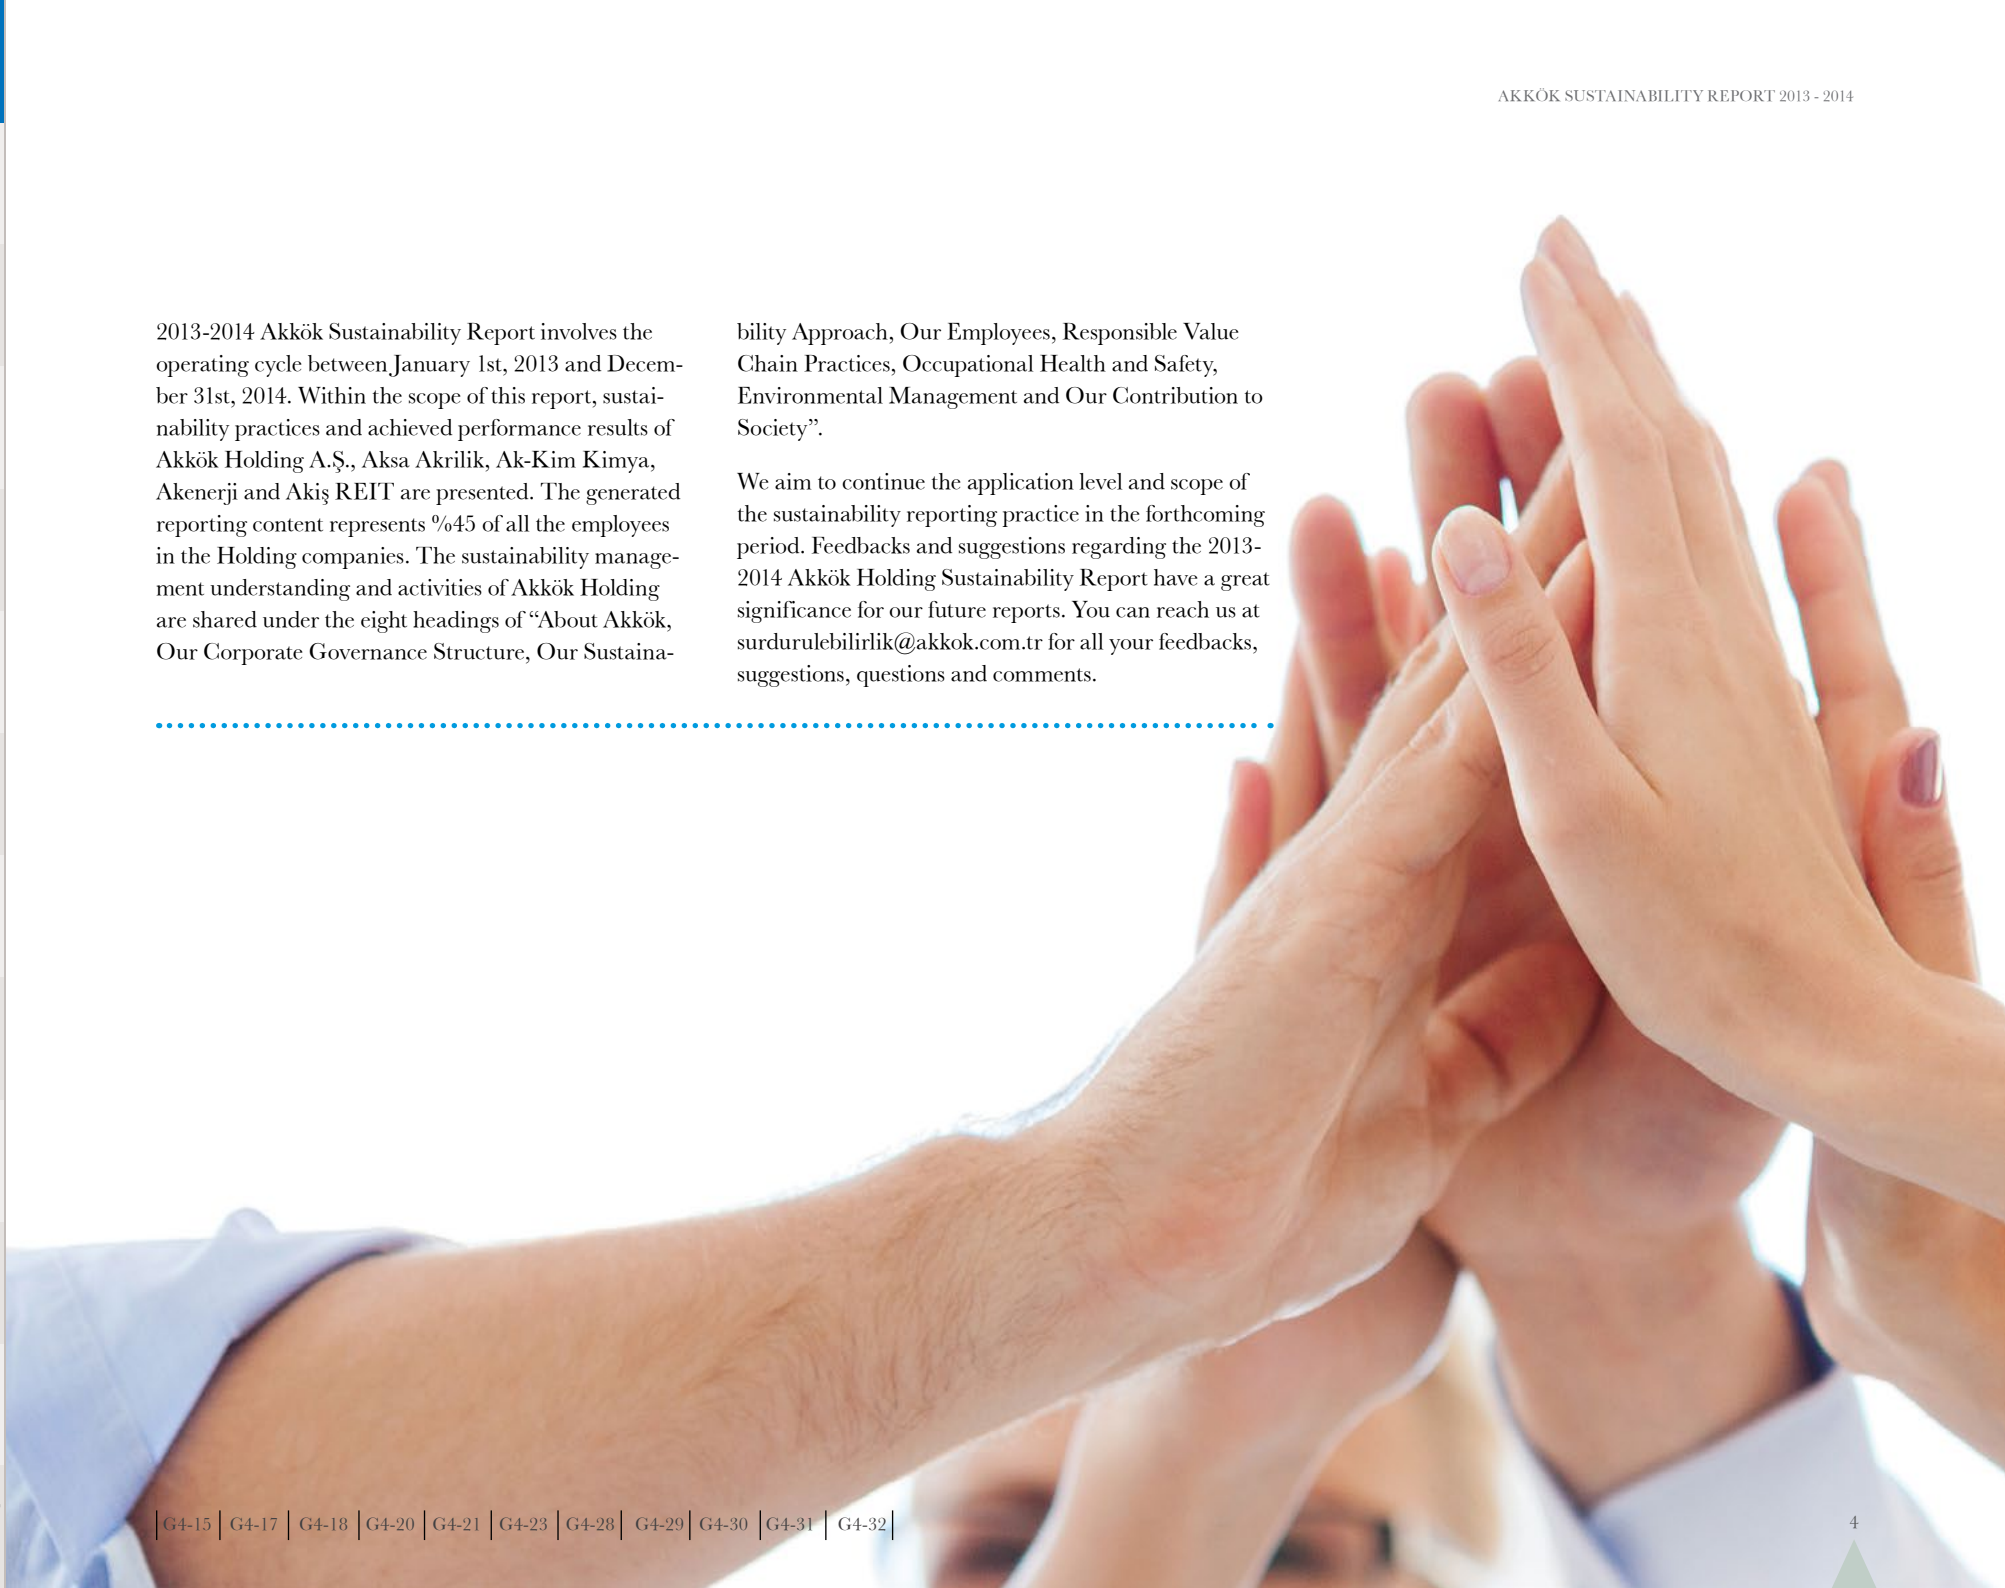 AKKÖK SUSTAINABILITY REPORT 2013 - 2014
2013-2014 Akkök Sustainability Report involves the
operating cycle between January 1st, 2013 and Decem-
ber 31st, 2014. Within the scope of this report, sustai-
nability practices and achieved performance results of
Akkök Holding A.Ş., Aksa Akrilik, Ak-Kim Kimya,
Akenerji and Akiş REIT are presented. The generated
reporting content represents %45 of all the employees
in the Holding companies. The sustainability manage-
ment understanding and activities of Akkök Holding
are shared under the eight headings of “About Akkök,
Our Corporate Governance Structure, Our Sustaina-
bility Approach, Our Employees, Responsible Value
Chain Practices, Occupational Health and Safety,
Environmental Management and Our Contribution to
Society”.
We aim to continue the application level and scope of
the sustainability reporting practice in the forthcoming
period. Feedbacks and suggestions regarding the 2013-
2014 Akkök Holding Sustainability Report have a great
significance for our future reports. You can reach us at
surdurulebilirlik@akkok.com.tr for all your feedbacks,
suggestions, questions and comments.
G4-15 | G4-17 | G4-18 | G4-20 | G4-21 | G4-23 | G4-28 | G4-29 | G4-30 | G4-31 | G4-32
4